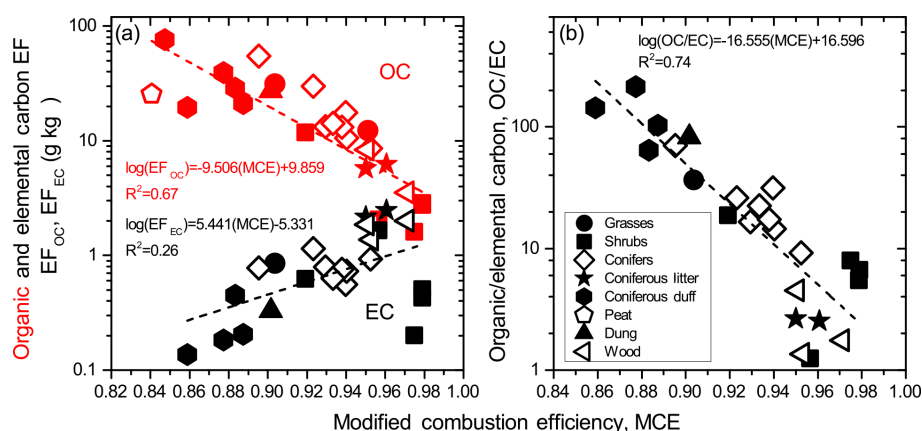 Organic and elemental carbon EF
EF_OC, EF_EC (g kg)
100
10
1
0.1
(a)
OC
log(EF_OC)=-9.506(MCE)+9.859
R²=0.67
log(EF_EC)=5.441(MCE)-5.331
R²=0.26
EC
0.82 0.84 0.86 0.88 0.90 0.92 0.94 0.96 0.98 1.00
Organic/elemental carbon, OC/EC
100
10
1
(b)
log(OC/EC)=-16.555(MCE)+16.596
R²=0.74
Grasses
Shrubs
Conifers
Coniferous litter
Coniferous duff
Peat
Dung
Wood
0.82 0.84 0.86 0.88 0.90 0.92 0.94 0.96 0.98 1.00
Modified combustion efficiency, MCE